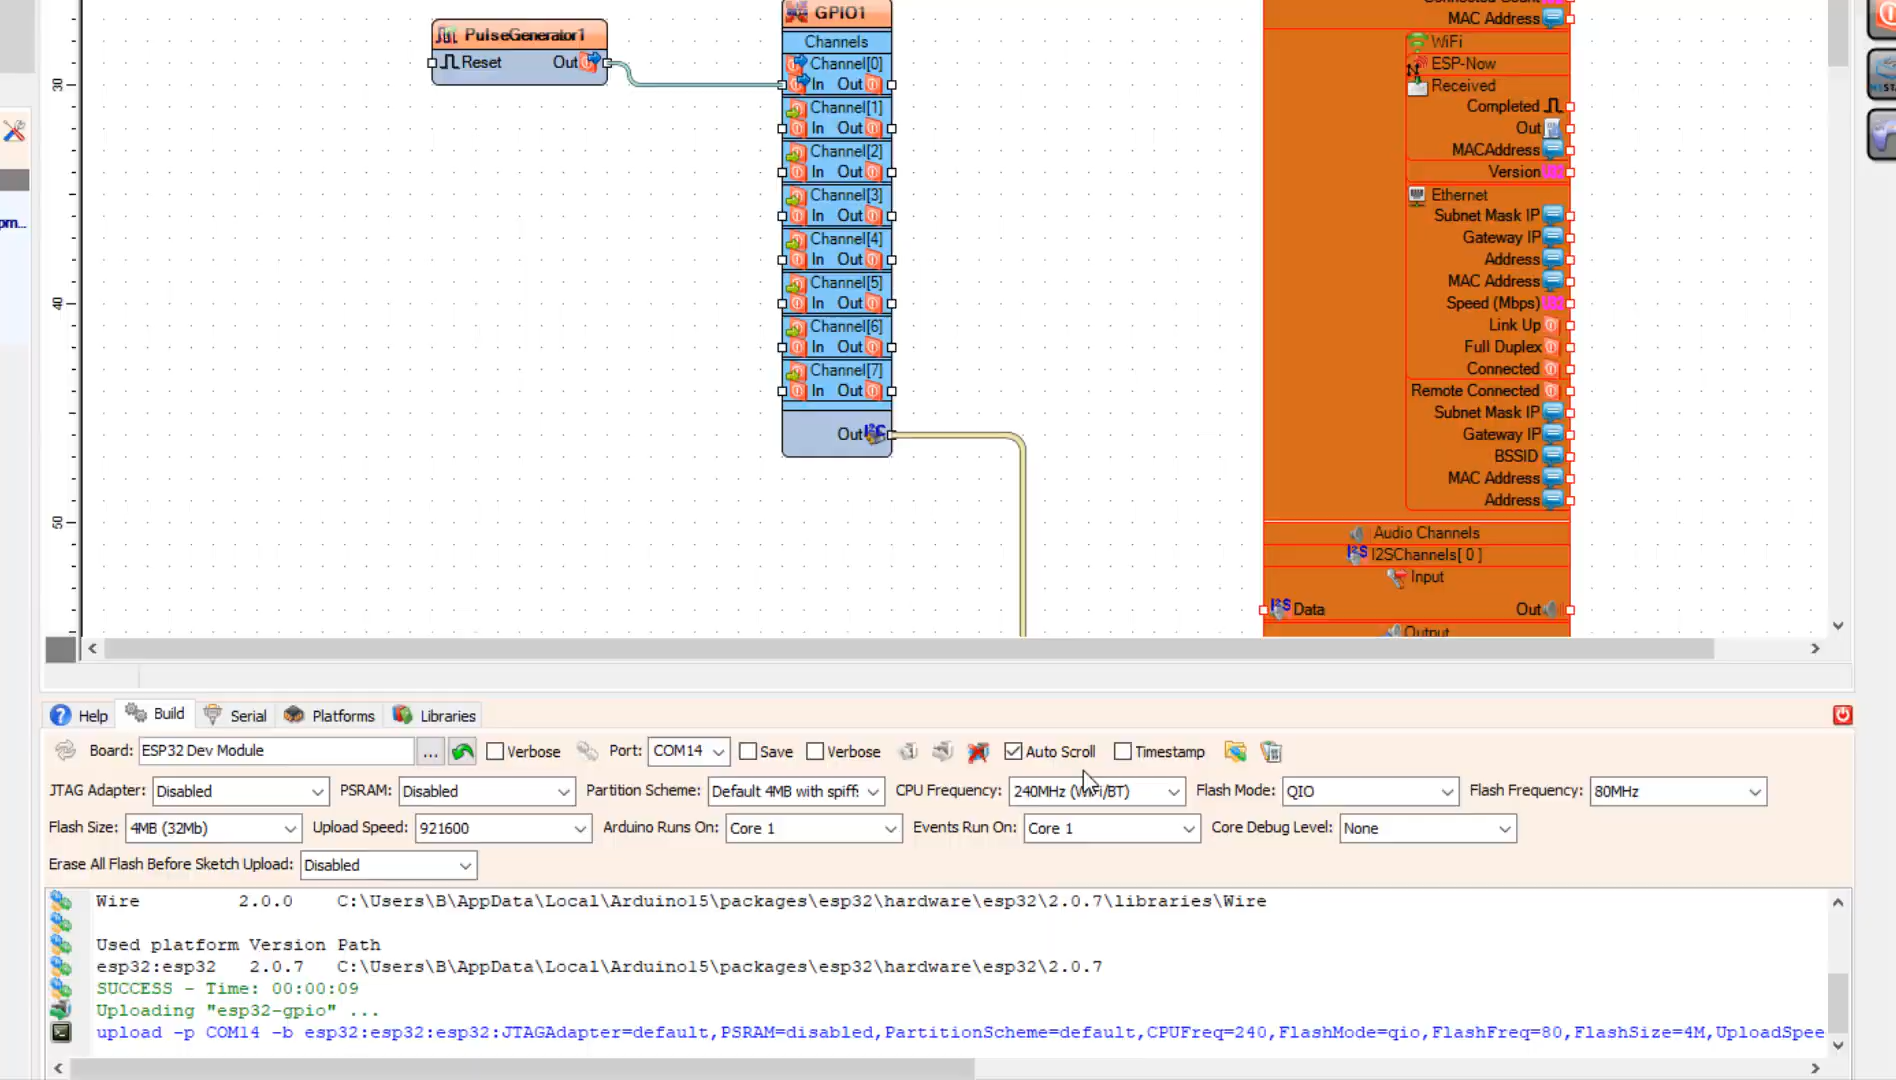 GPIO1
Channels
PulseGenerator1
Reset Out
Channel[0]
In Out
Channel[1]
In Out
Channel[2]
In Out
Channel[3]
In Out
Channel[4]
In Out
Channel[5]
In Out
Channel[6]
In Out
Channel[7]
In Out
Out
MAC Address
WiFi
ESP-Now
Received
Completed
Out
MACAddress
Version
Ethernet
Subnet Mask IP
Gateway IP
Address
MAC Address
Speed (Mbps)
Link Up
Full Duplex
Connected
Remote Connected
Subnet Mask IP
Gateway IP
BSSID
MAC Address
Address
Audio Channels
I2SChannels[ 0 ]
Input
Data Out
Output
30
40
50
Help Build Serial Platforms Libraries
Board: ESP32 Dev Module ... Verbose Port: COM14 Save Verbose Auto Scroll Timestamp
JTAG Adapter: Disabled PSRAM: Disabled Partition Scheme: Default 4MB with spiff: CPU Frequency: 240MHz (WiFi/BT) Flash Mode: QIO Flash Frequency: 80MHz
Flash Size: 4MB (32Mb) Upload Speed: 921600 Arduino Runs On: Core 1 Events Run On: Core 1 Core Debug Level: None
Erase All Flash Before Sketch Upload: Disabled
Wire 2.0.0 C:\Users\B\AppData\Local\Arduino15\packages\esp32\hardware\esp32\2.0.7\libraries\Wire
Used platform Version Path
esp32:esp32 2.0.7 C:\Users\B\AppData\Local\Arduino15\packages\esp32\hardware\esp32\2.0.7
SUCCESS - Time: 00:00:09
Uploading "esp32-gpio" ...
upload -p COM14 -b esp32:esp32:esp32:JTAGAdapter=default,PSRAM=disabled,PartitionScheme=default,CPUFreq=240,FlashMode=qio,FlashFreq=80,FlashSize=4M,UploadSpee